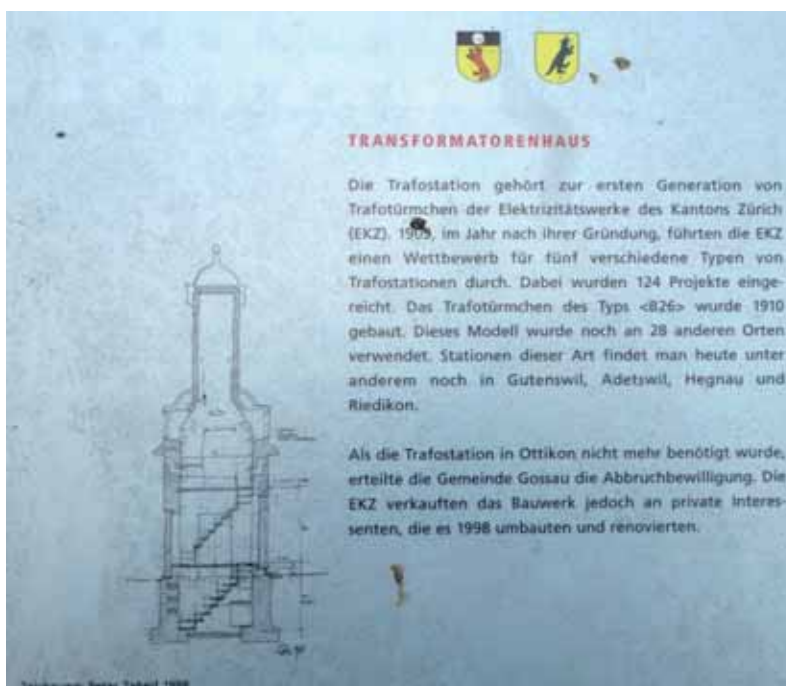 TRANSFORMATORENHAUS
Die Trafostation gehört zur ersten Generation von
Trafotürmchen der Elektrizitätswerke des Kantons Zürich
(EKZ). 1909, im Jahr nach ihrer Gründung, führten die EKZ
einen Wettbewerb für fünf verschiedene Typen von
Trafostationen durch. Dabei wurden 124 Projekte einge-
reicht. Das Trafotürmchen des Typs <B26> wurde 1910
gebaut. Dieses Modell wurde noch an 28 anderen Orten
verwendet. Stationen dieser Art findet man heute unter
anderem noch in Gutenswil, Adetswil, Hegnau und
Riedikon.
Als die Trafostation in Ottikon nicht mehr benötigt wurde,
erteilte die Gemeinde Gossau die Abbruchbewilligung. Die
EKZ verkauften das Bauwerk jedoch an private Interes-
senten, die es 1998 umbauten und renovierten.
Zeichnung: Peter 1998